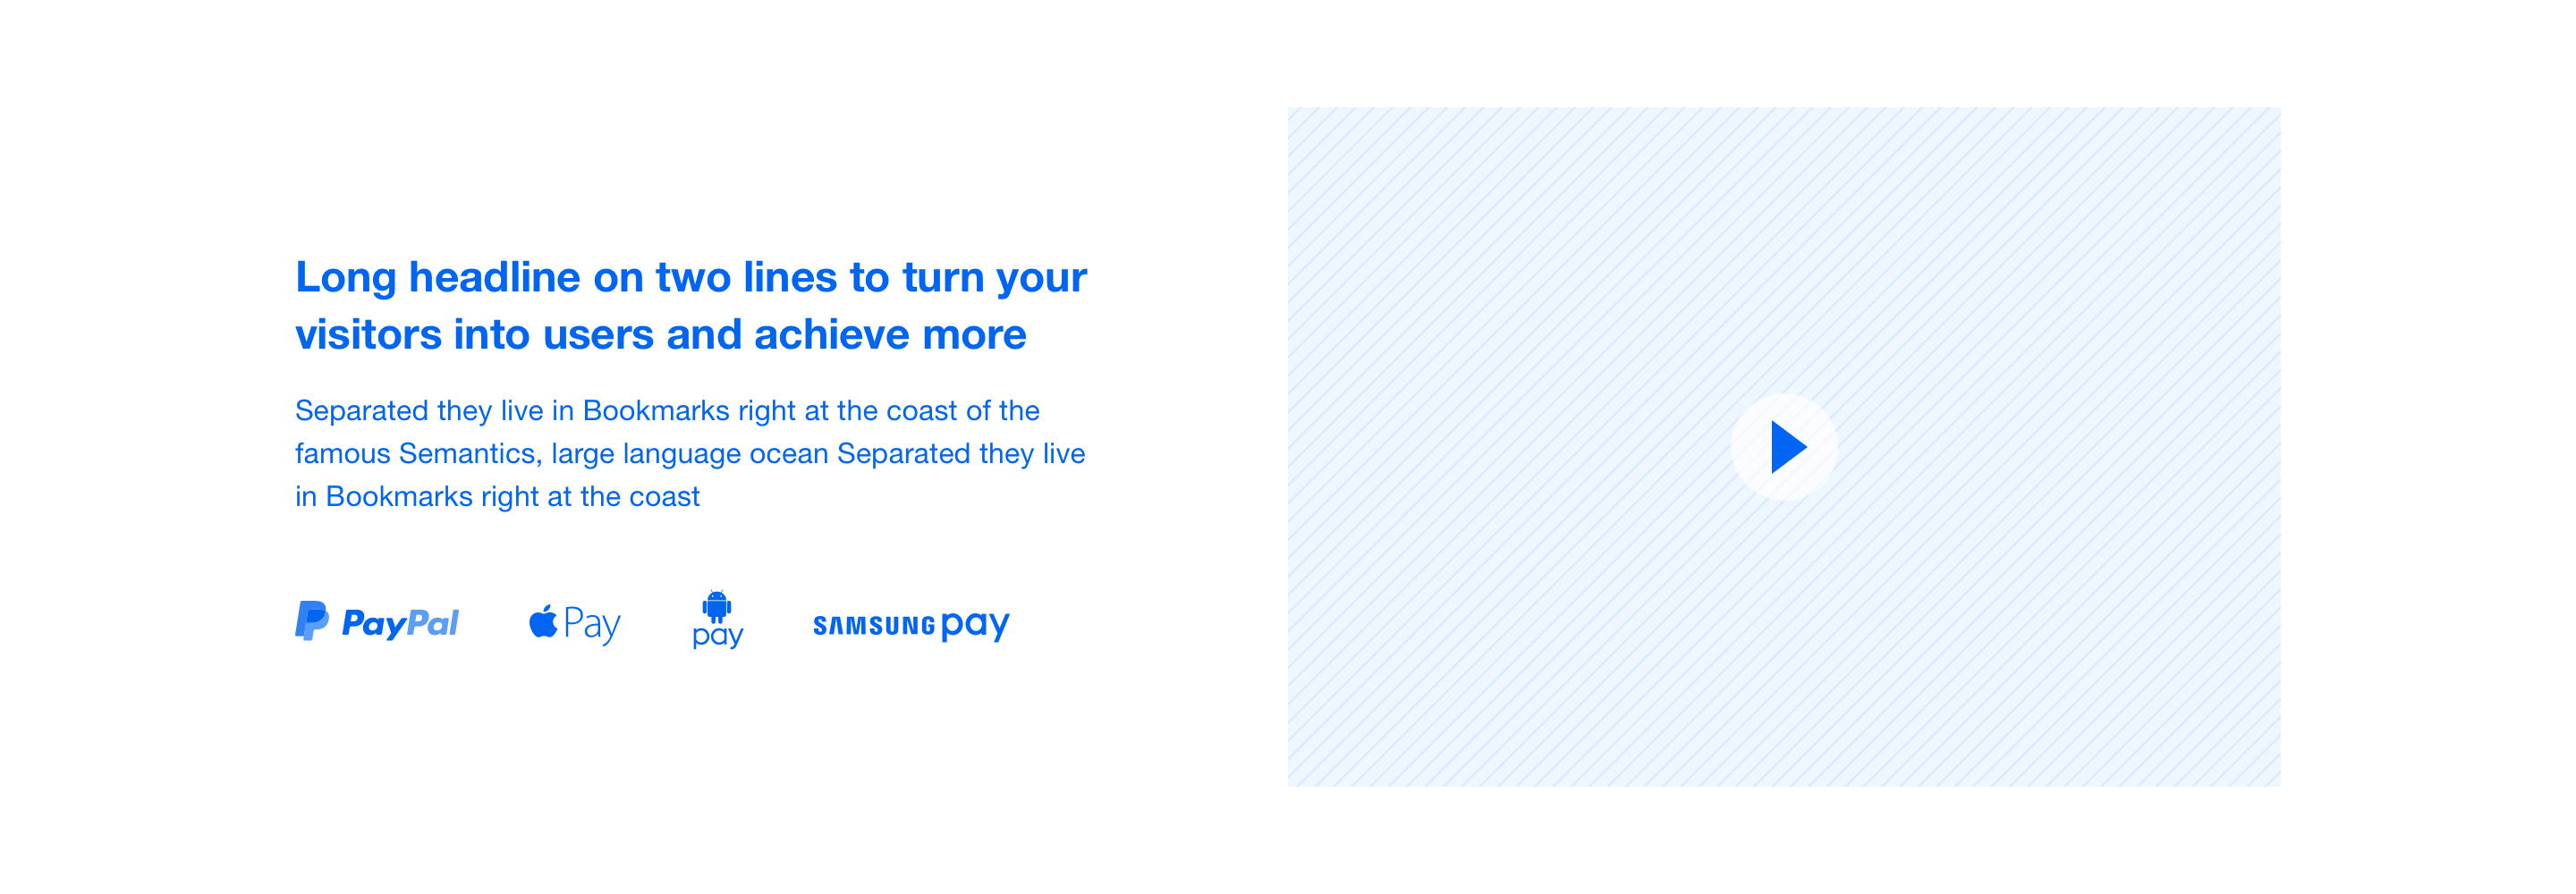 Long headline on two lines to turn your
visitors into users and achieve more
Separated they live in Bookmarks right at the coast of the
famous Semantics, large language ocean Separated they live
in Bookmarks right at the coast
PayPal Pay pay SAMSUNG pay